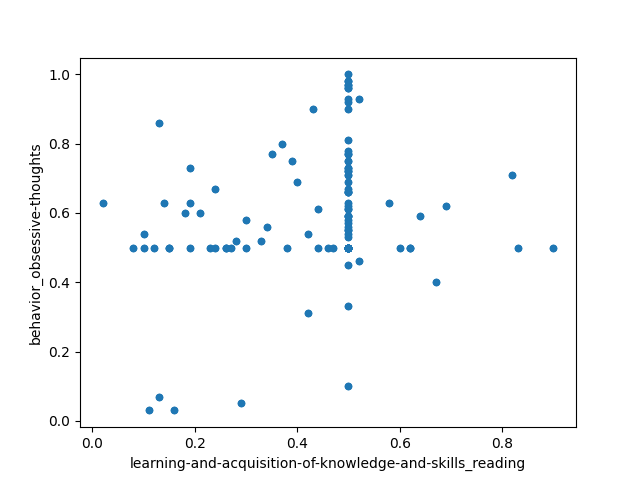 1.0
0.8
0.6
0.4
0.2
0.0
behavior_obsessive-thoughts
0.0 0.2 0.4 0.6 0.8
learning-and-acquisition-of-knowledge-and-skills_reading